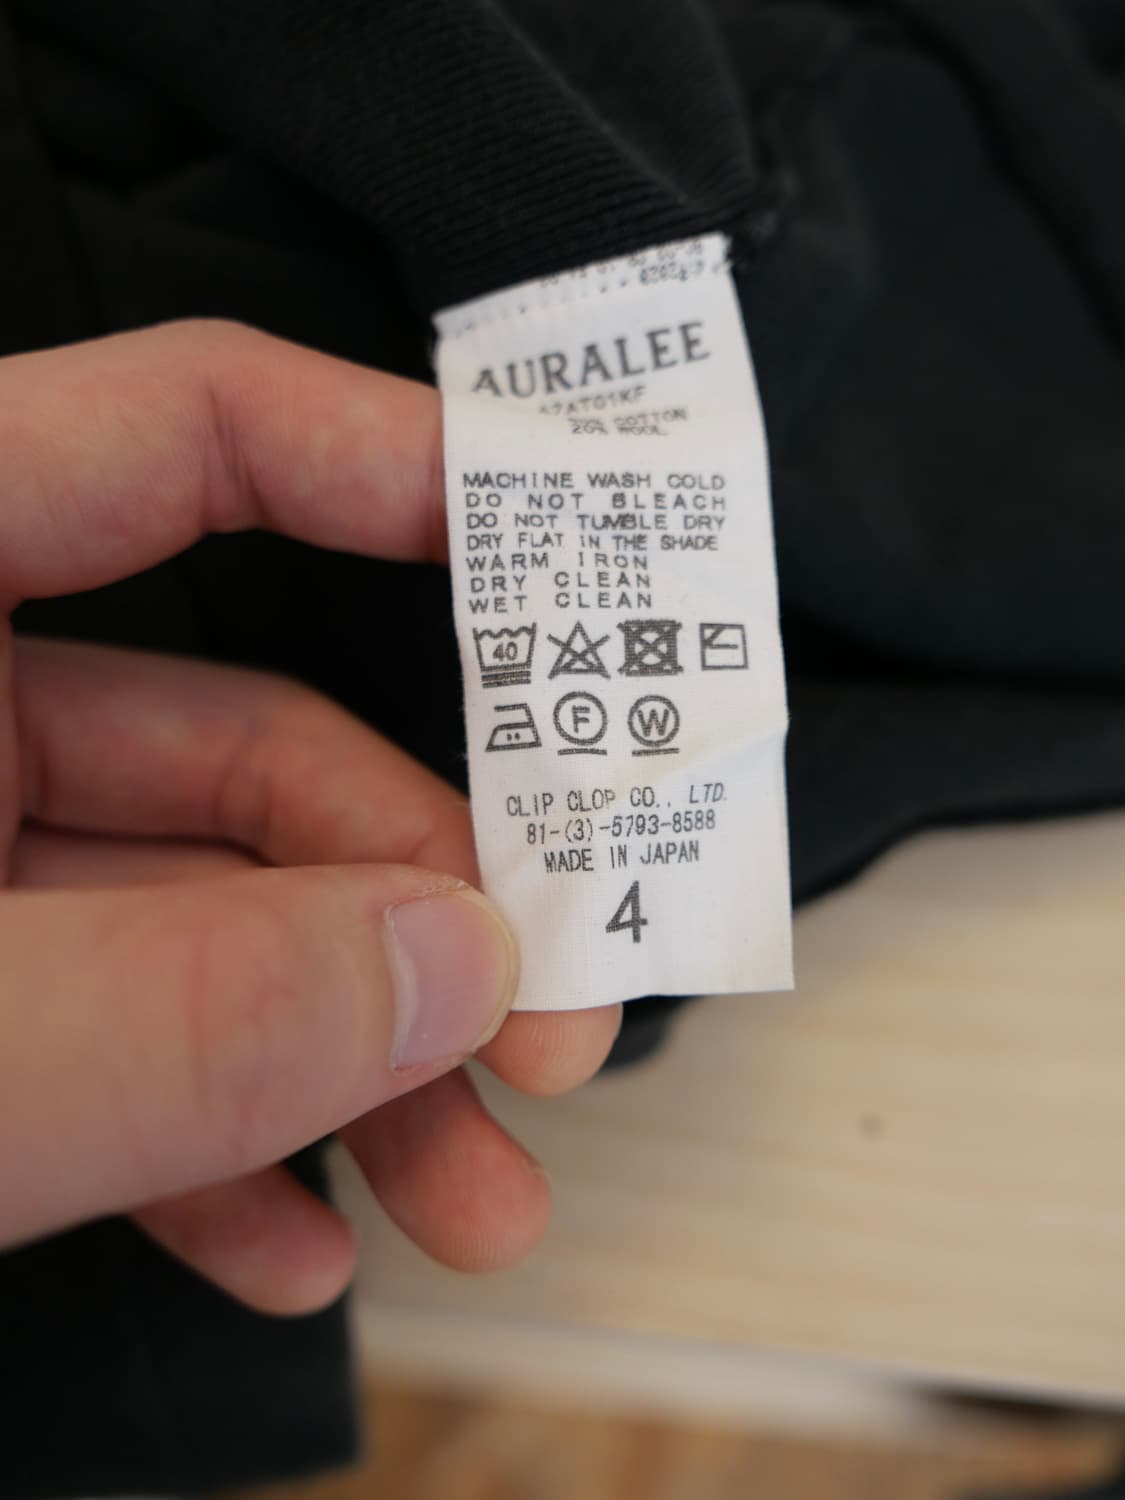 AURALEE
COTTON
20% WOOL
MACHINE WASH COLD
DO NOT BLEACH
DO NOT TUMBLE DRY
DRY FLAT IN THE SHADE
WARM IRON
DRY CLEAN
WET CLEAN
40
F W
CLIP CLOP CO., LTD.
81-(3)-5793-8588
MADE IN JAPAN
4